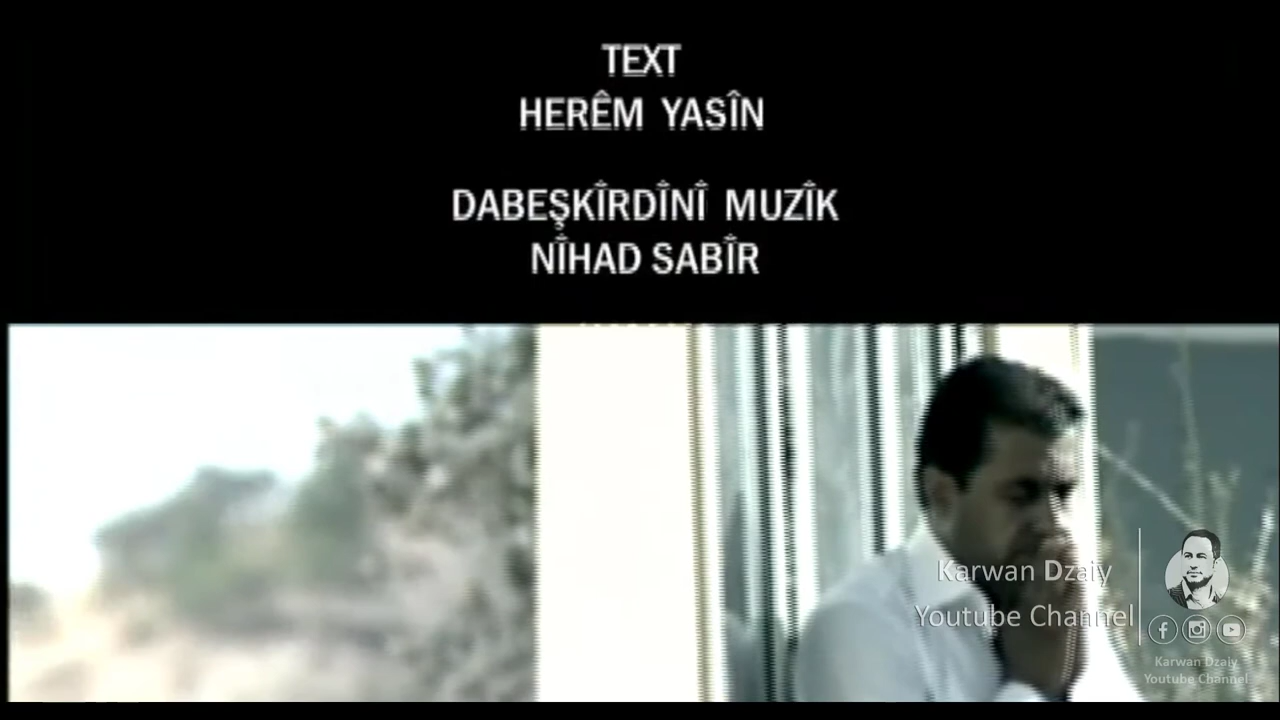 TEXT
HERÊM YASÎN
DABEŞKÎRDÎNÎ MUZÎK
NÎHAD SABÎR
Karwan Dzaiy
Youtube Channel
Karwan Dzaiy
Youtube Channel